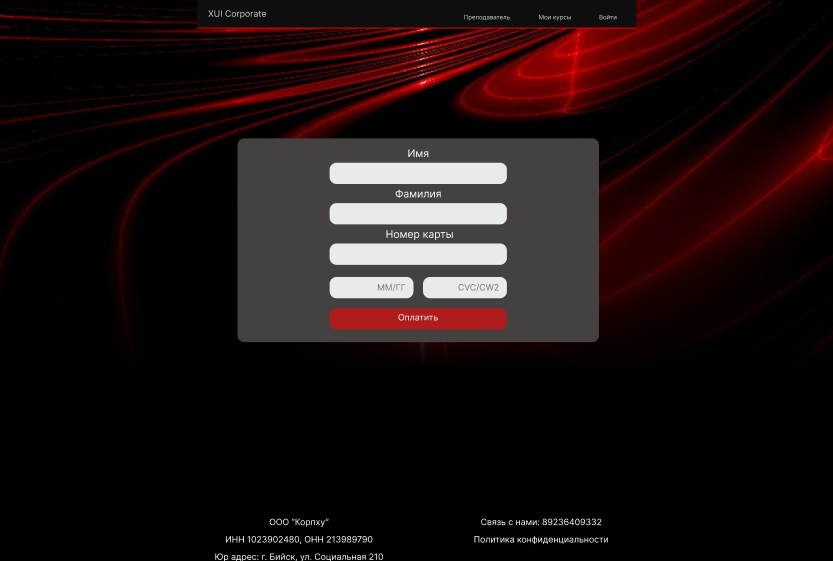 XUI Corporate
Преподаватель Мои курсы Войти
Имя
Фамилия
Номер карты
ММ/ГГ CVC/CW2
Оплатить
ООО "Корпху"
ИНН 1023902480, ОНН 213989790
Юр адрес: г. Бийск, ул. Социальная 210
Связь с нами: 89236409332
Политика конфиденциальности